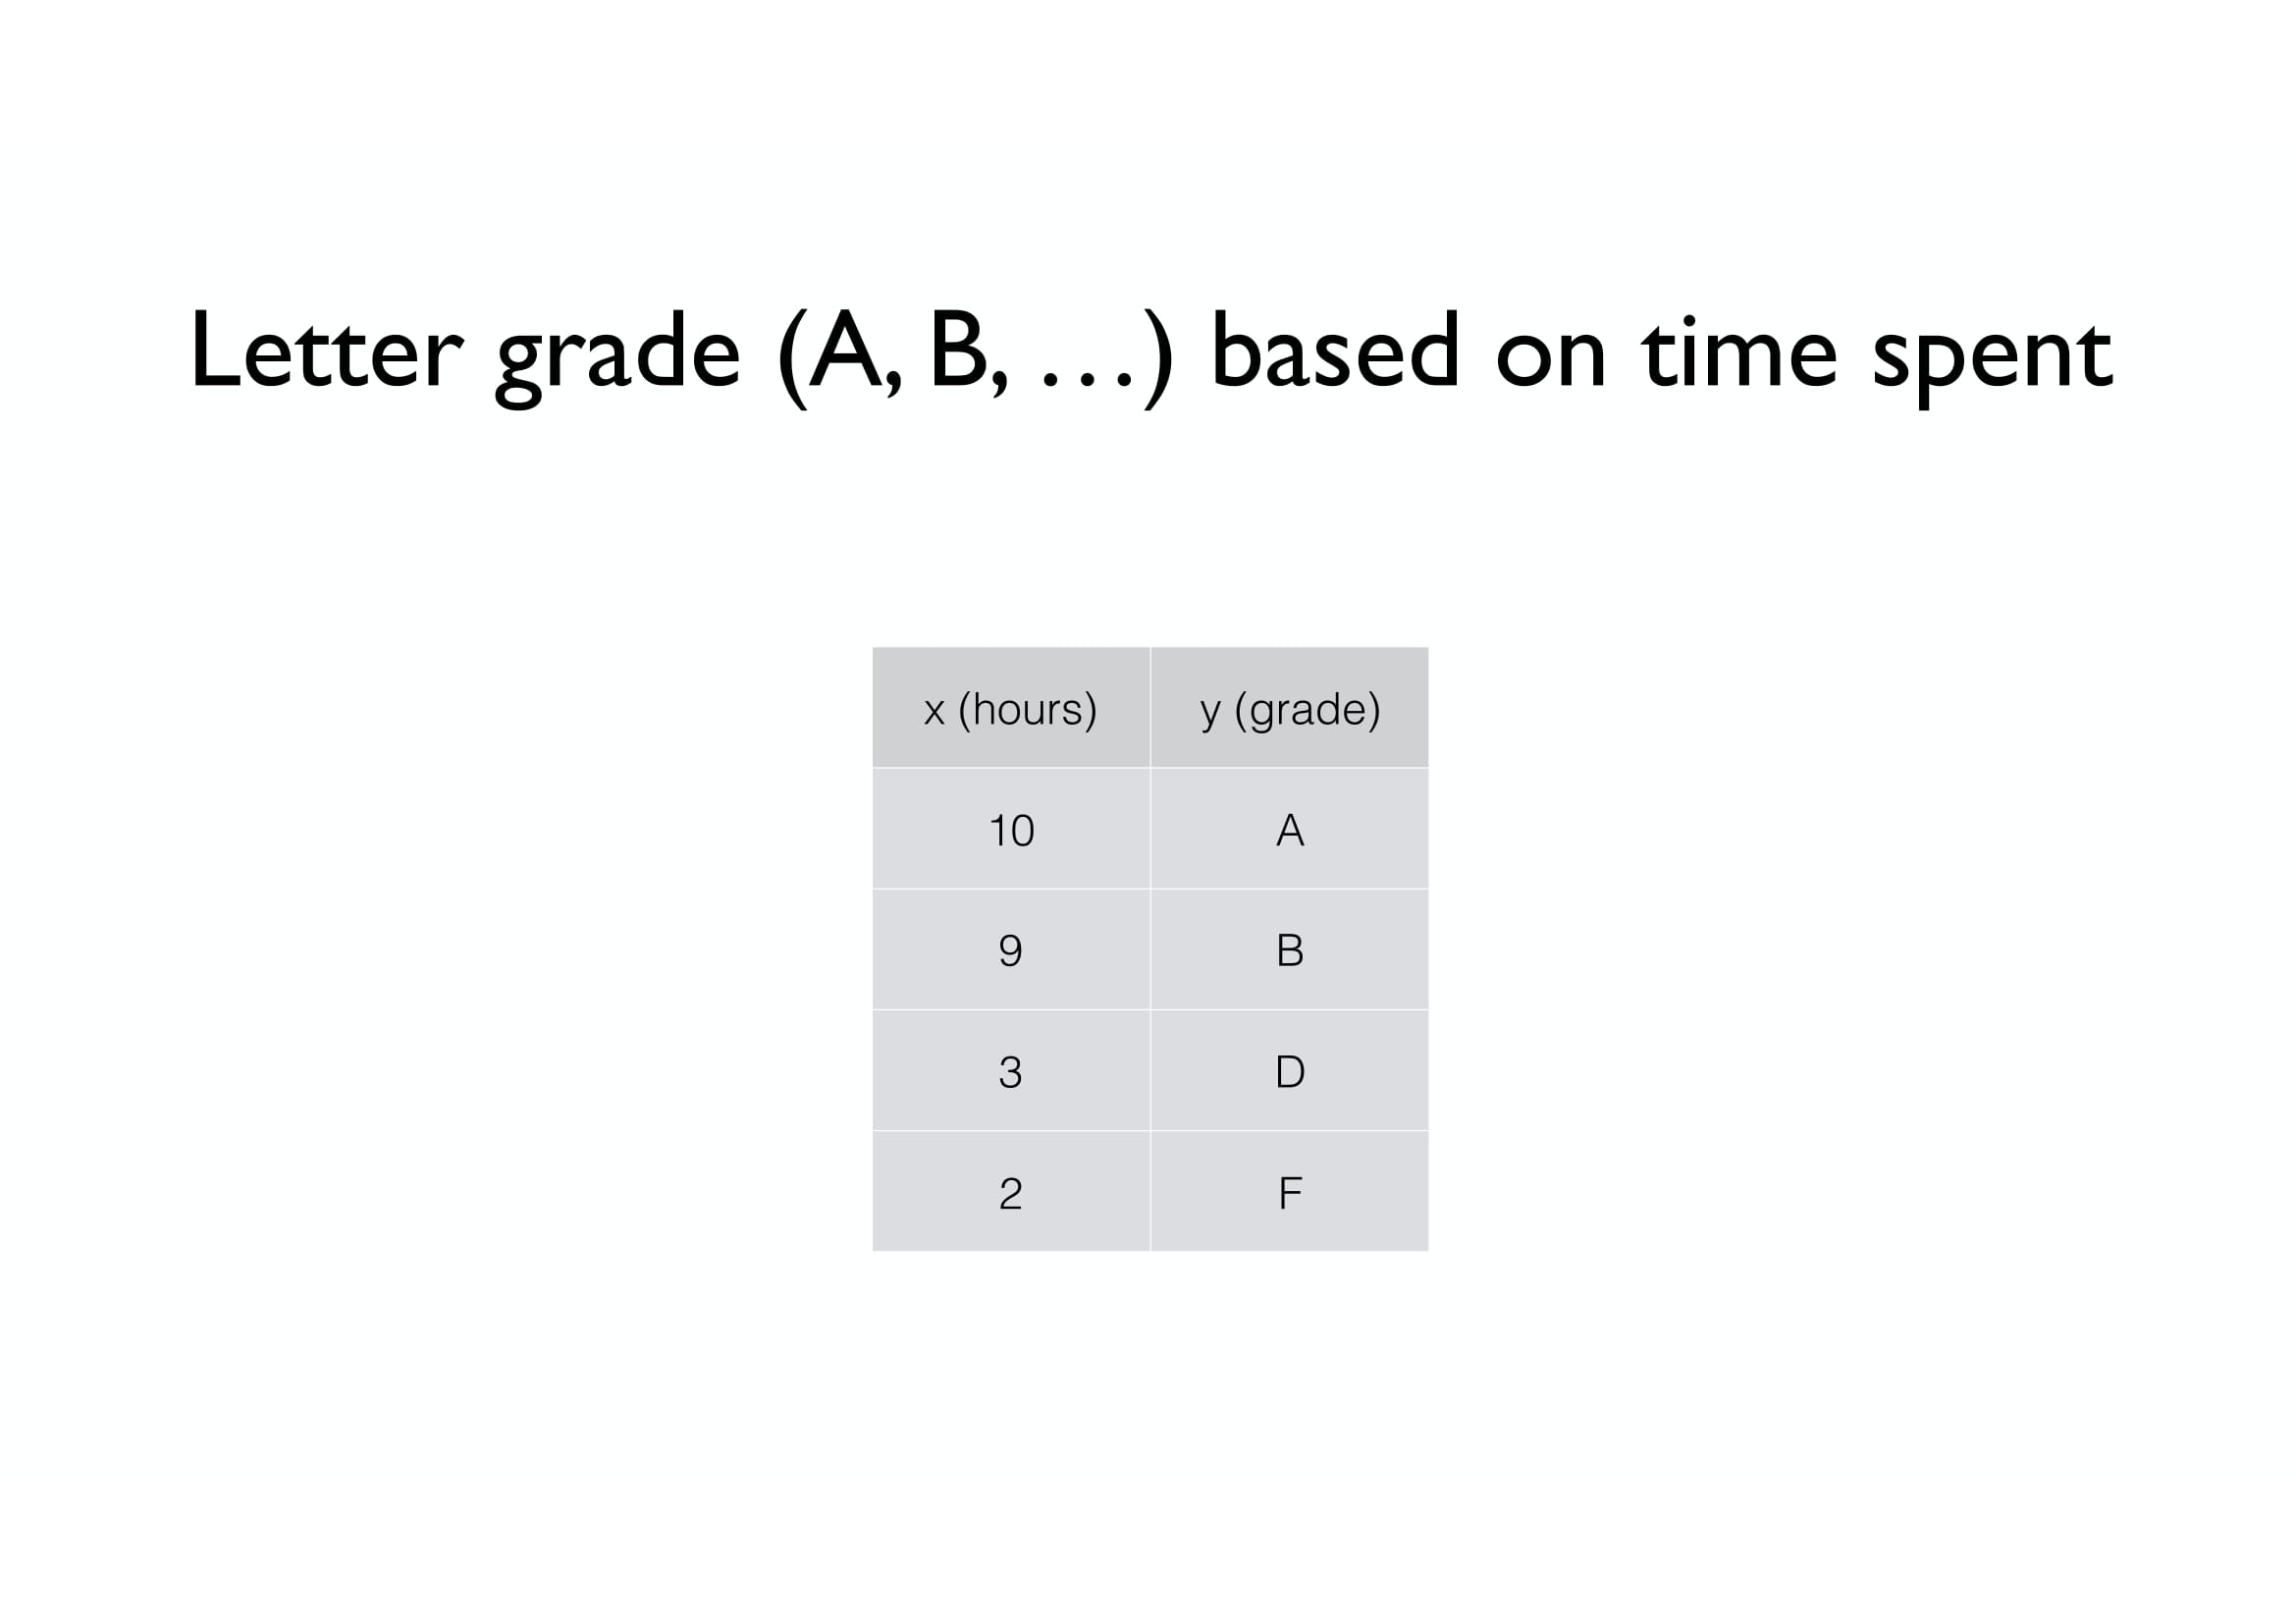 Letter grade (A, B, ...) based on time spent
x (hours) y (grade)
10 A
9 B
3 D
2 F